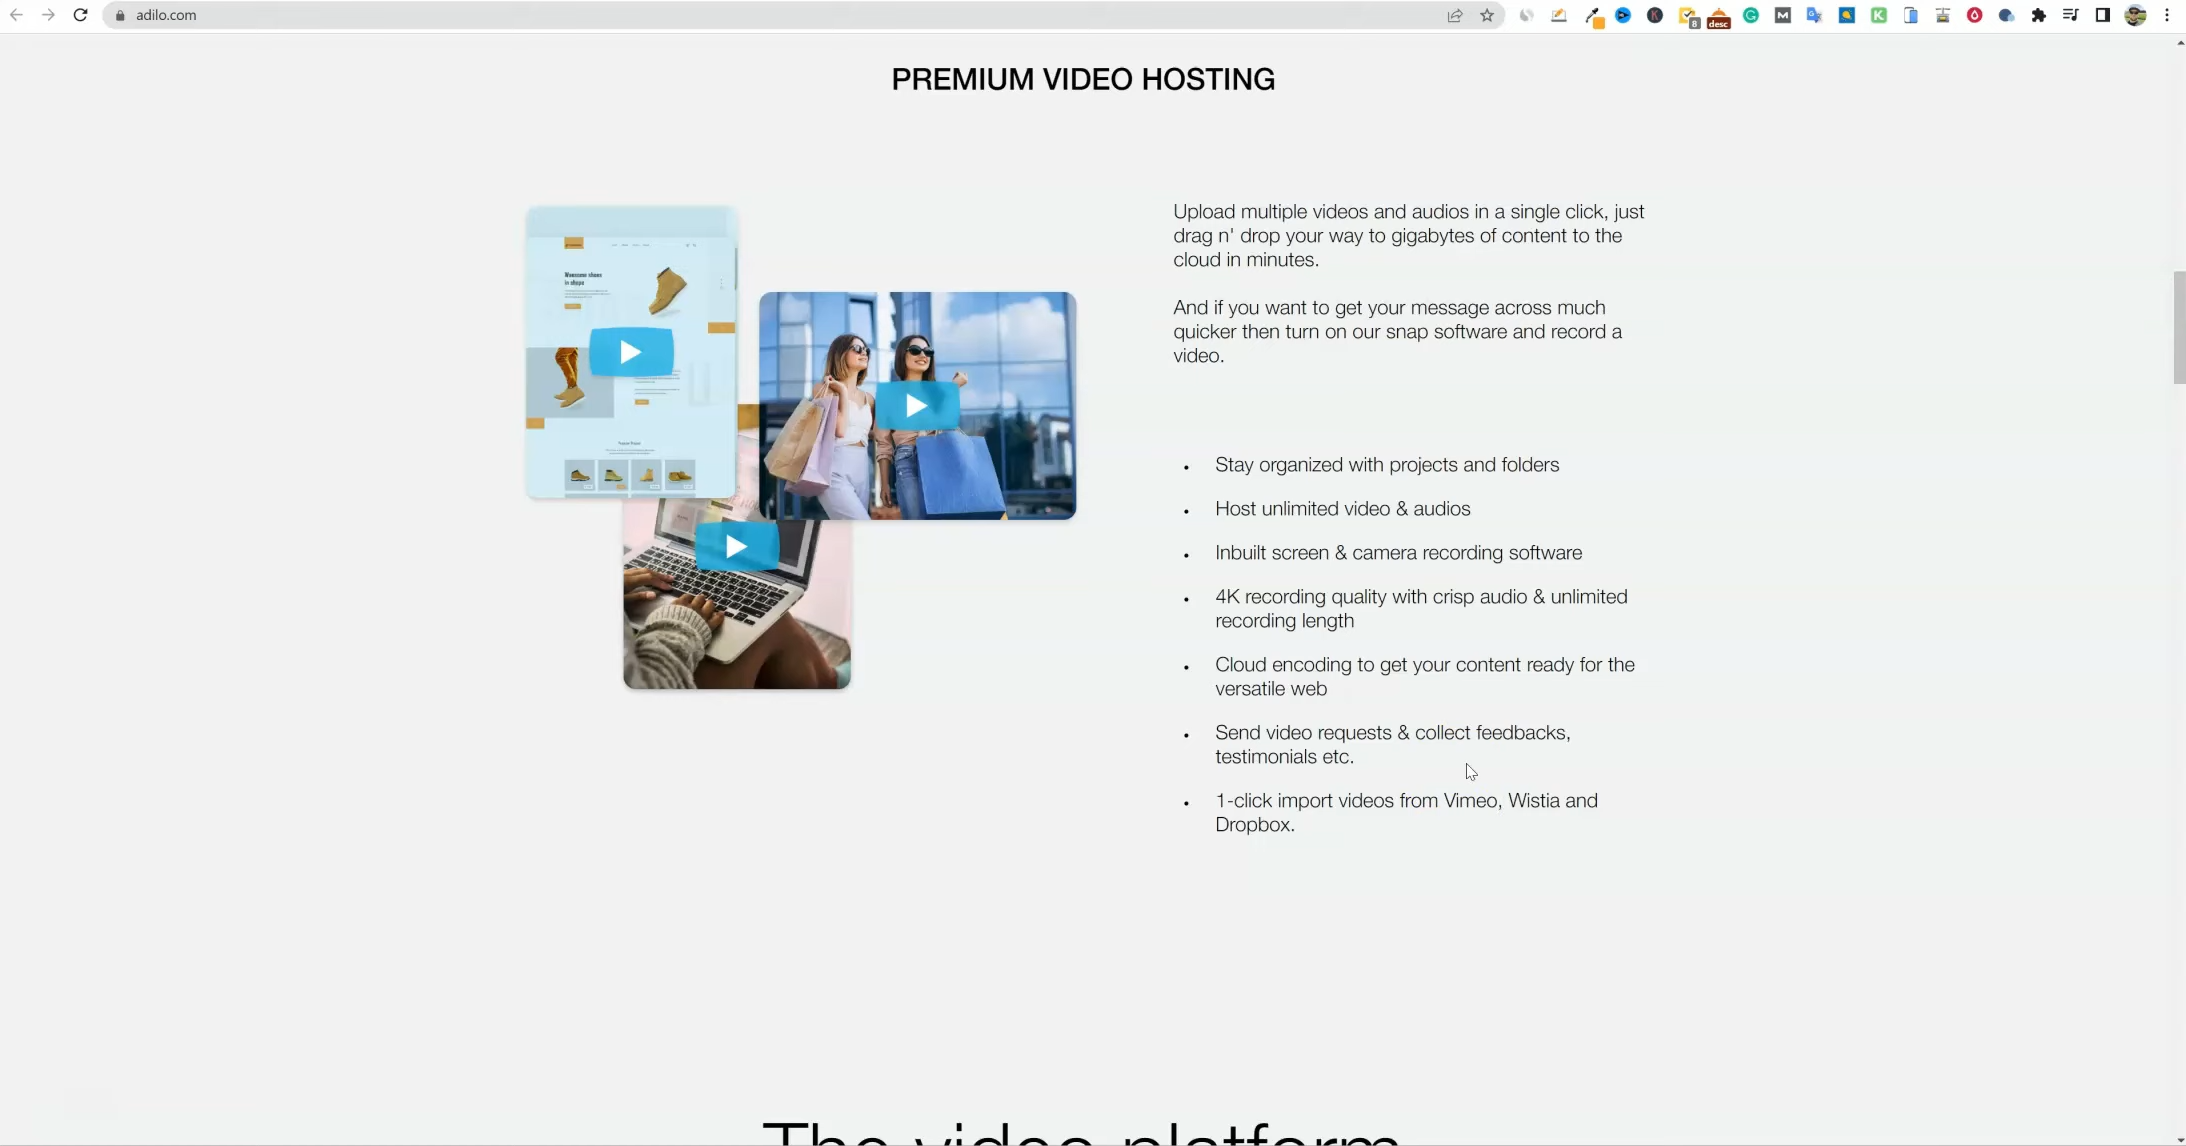 adilo.com
8
desc
PREMIUM VIDEO HOSTING
Upload multiple videos and audios in a single click, just
drag n' drop your way to gigabytes of content to the
cloud in minutes.
And if you want to get your message across much
quicker then turn on our snap software and record a
video.
• Stay organized with projects and folders
• Host unlimited video & audios
• Inbuilt screen & camera recording software
• 4K recording quality with crisp audio & unlimited
recording length
• Cloud encoding to get your content ready for the
versatile web
• Send video requests & collect feedbacks,
testimonials etc.
• 1-click import videos from Vimeo, Wistia and
Dropbox.
The video platform